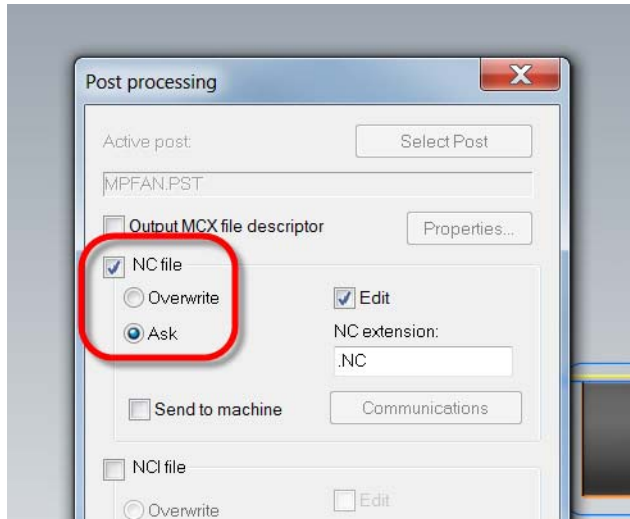 Post processing
Active post:
Select Post
MPFAN.PST
Output MCX file descriptor
Properties...
NC file
Overwrite
Edit
Ask
NC extension:
.NC
Send to machine
Communications
NCI file
Overwrite
Edit